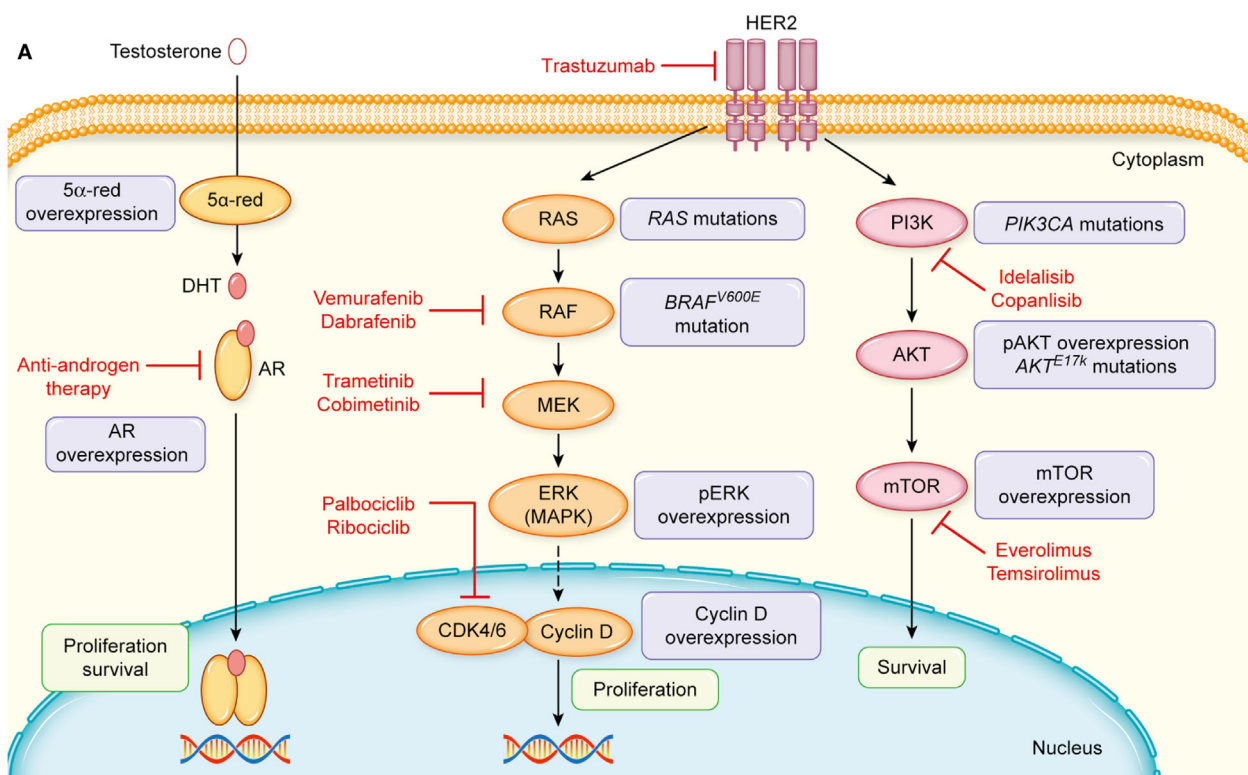 A
Testosterone
HER2
Trastuzumab
Cytoplasm
5α-red
overexpression
5α-red
DHT
Anti-androgen
therapy
AR
AR
overexpression
Proliferation
survival
RAS
RAS mutations
Vemurafenib
Dabrafenib
RAF
BRAFV600E
mutation
Trametinib
Cobimetinib
MEK
ERK
(MAPK)
pERK
overexpression
Palbociclib
Ribociclib
CDK4/6
Cyclin D
Cyclin D
overexpression
Proliferation
PI3K
PIK3CA mutations
Idelalisib
Copanlisib
AKT
pAKT overexpression
AKTE17k mutations
mTOR
mTOR
overexpression
Everolimus
Temsirolimus
Survival
Nucleus